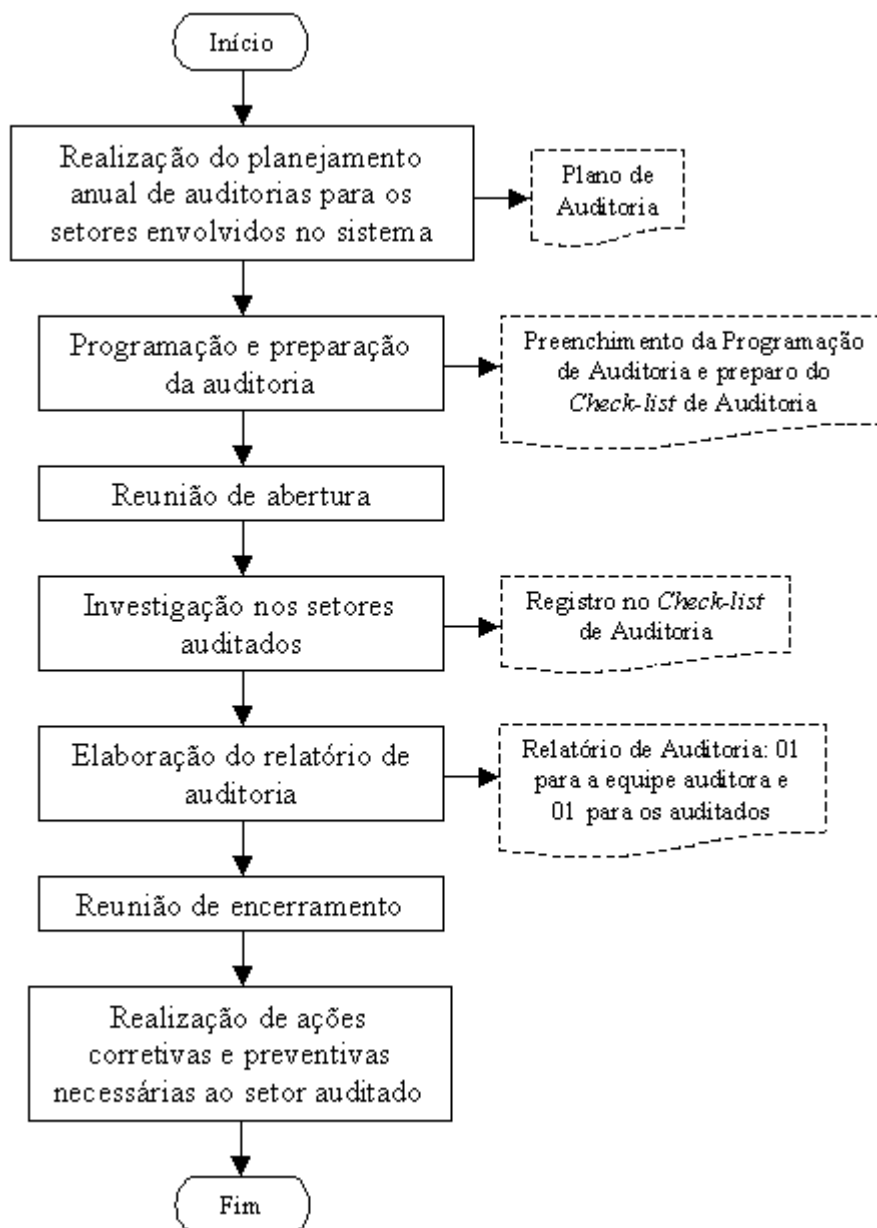 Início
Realização do planejamento
anual de auditorias para os
setores envolvidos no sistema
Plano de
Auditoria
Programação e preparação
da auditoria
Preenchimento da Programação
de Auditoria e preparo do
Check-list de Auditoria
Reunião de abertura
Investigação nos setores
auditados
Registro no Check-list
de Auditoria
Elaboração do relatório de
auditoria
Relatório de Auditoria: 01
para a equipe auditora e
01 para os auditados
Reunião de encerramento
Realização de ações
corretivas e preventivas
necessárias ao setor auditado
Fim